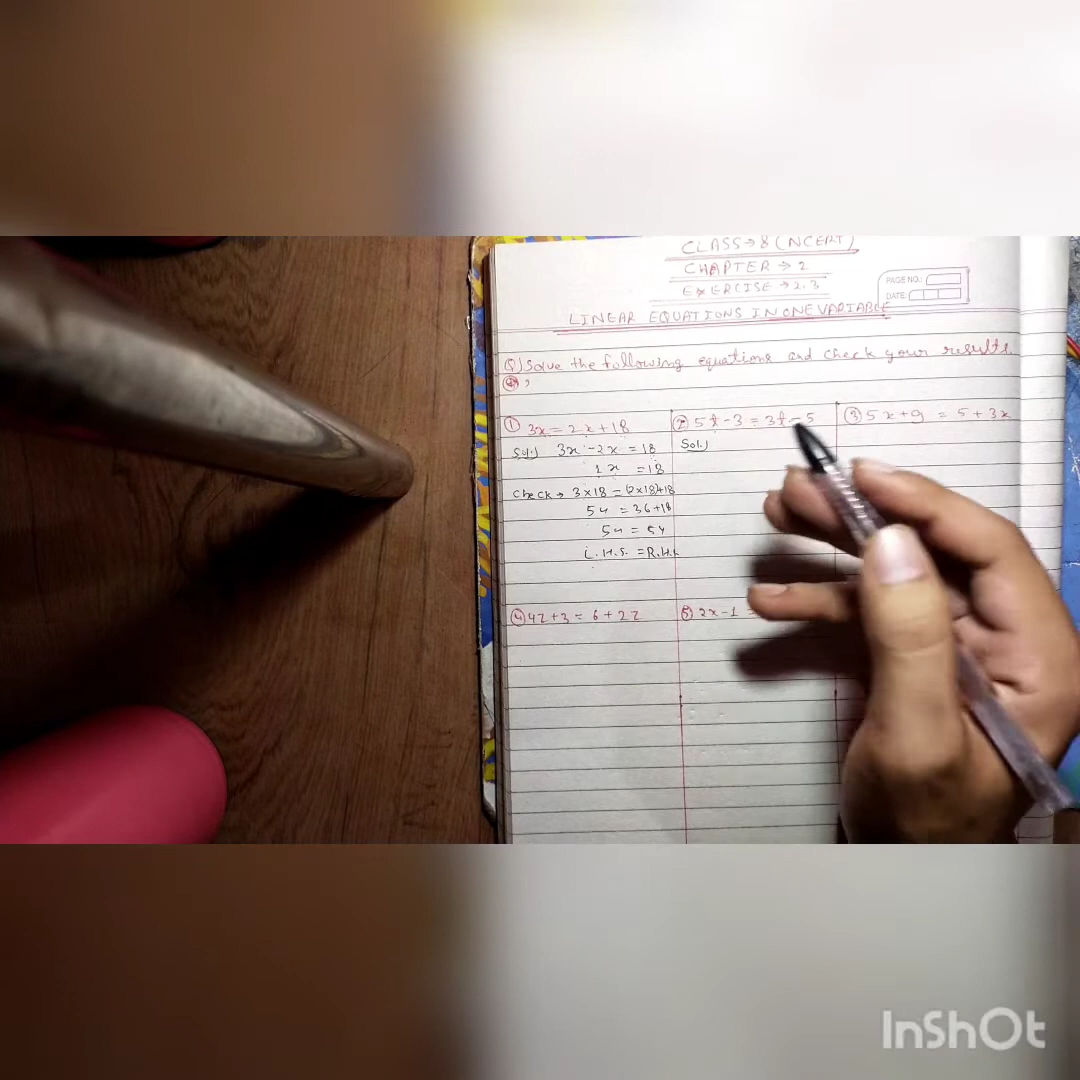 CLASS → 8 (NCERT)
CHAPTER → 2
EXERCISE → 2.3
PAGE NO.:
DATE:
LINEAR EQUATIONS IN ONE VARIABLE
Q) Solve the following equations and check your results.
① 3x = 2x + 18
Sol:) 3x - 2x = 18
1x = 18
Check → 3 x 18 = (2 x 18) + 18
54 = 36 + 18
54 = 54
L.H.S. = R.H.S
② 5t - 3 = 3t - 5
Sol:)
③ 5x + 9 = 5 + 3x
④ 4z + 3 = 6 + 2z
⑤ 2x - 1 =
InShOt